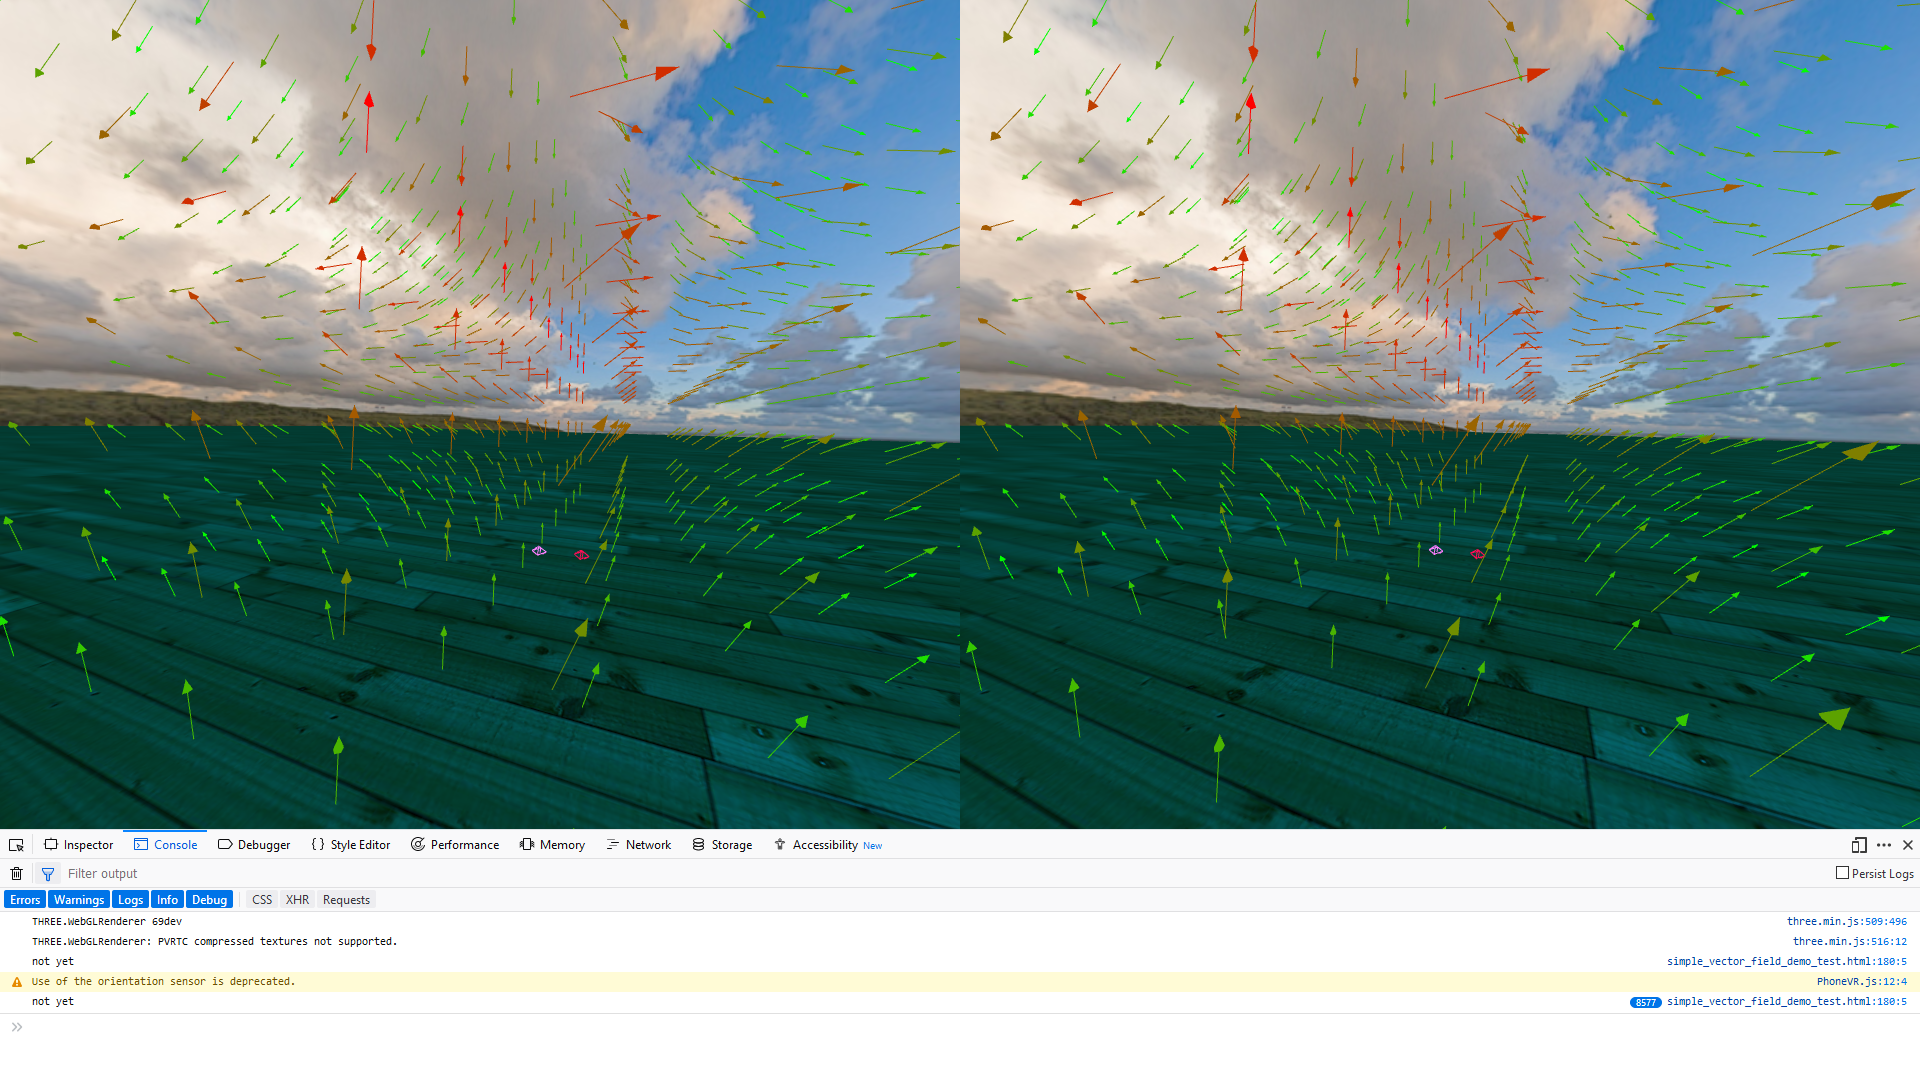 Inspector Console Debugger Style Editor Performance Memory Network Storage Accessibility New
Filter output Persist Logs
Errors Warnings Logs Info Debug CSS XHR Requests
THREE.WebGLRenderer 69dev three.min.js:509:496
THREE.WebGLRenderer: PVRTC compressed textures not supported. three.min.js:516:12
not yet simple_vector_field_demo_test.html:180:5
Use of the orientation sensor is deprecated. PhoneVR.js:12:4
not yet 8577 simple_vector_field_demo_test.html:180:5